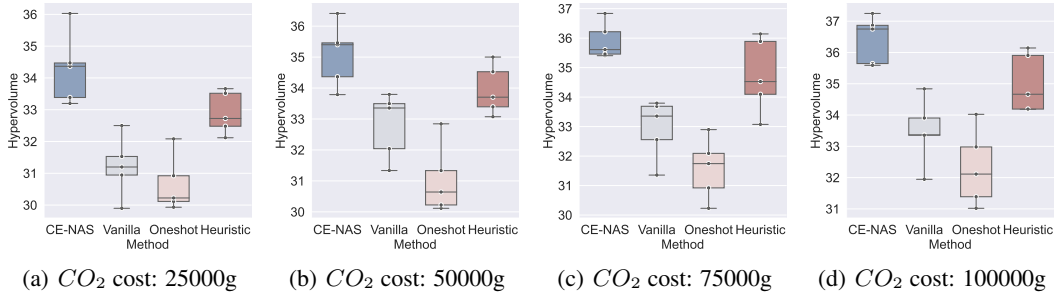 36
35
34
33
32
31
30
Hypervolume
CE-NAS Vanilla Oneshot Heuristic
Method
(a) CO₂ cost: 25000g
36
35
34
33
32
31
30
Hypervolume
CE-NAS Vanilla Oneshot Heuristic
Method
(b) CO₂ cost: 50000g
37
36
35
34
33
32
31
30
Hypervolume
CE-NAS Vanilla Oneshot Heuristic
Method
(c) CO₂ cost: 75000g
37
36
35
34
33
32
31
Hypervolume
CE-NAS Vanilla Oneshot Heuristic
Method
(d) CO₂ cost: 100000g